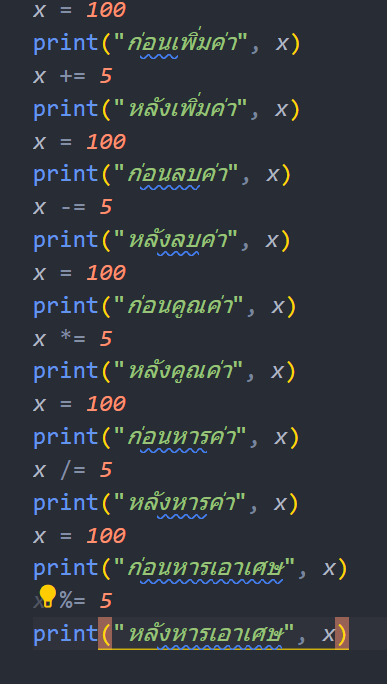 x = 100
print("ก่อนเพิ่มค่า", x)
x += 5
print("หลังเพิ่มค่า", x)
x = 100
print("ก่อนลบค่า", x)
x -= 5
print("หลังลบค่า", x)
x = 100
print("ก่อนคูณค่า", x)
x *= 5
print("หลังคูณค่า", x)
x = 100
print("ก่อนหารค่า", x)
x /= 5
print("หลังหารค่า", x)
x = 100
print("ก่อนหารเอาเศษ", x)
x %= 5
print("หลังหารเอาเศษ", x)